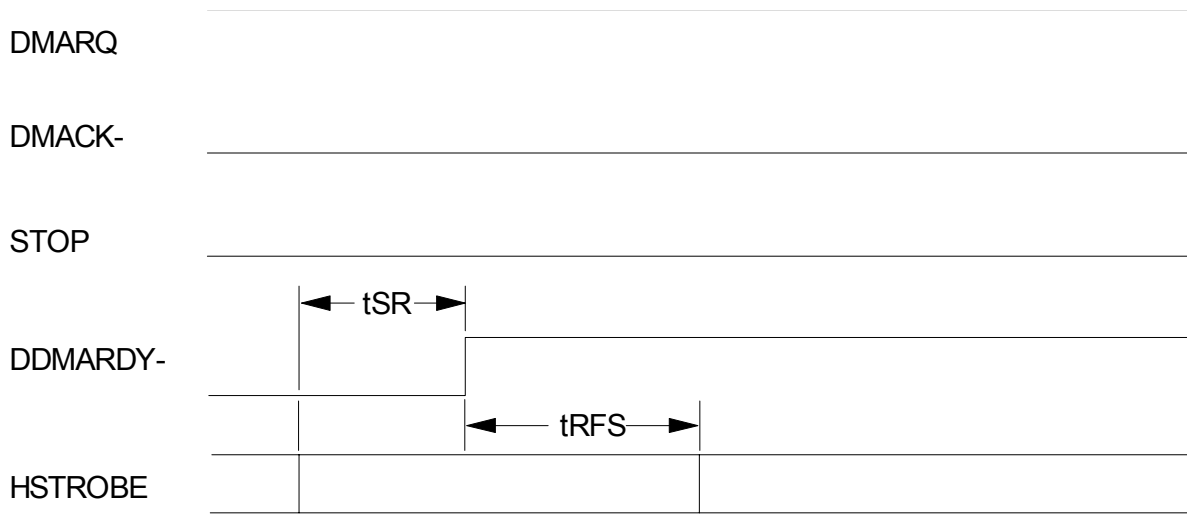 DMARQ
DMACK-
STOP
tSR
DDMARDY-
tRFS
HSTROBE